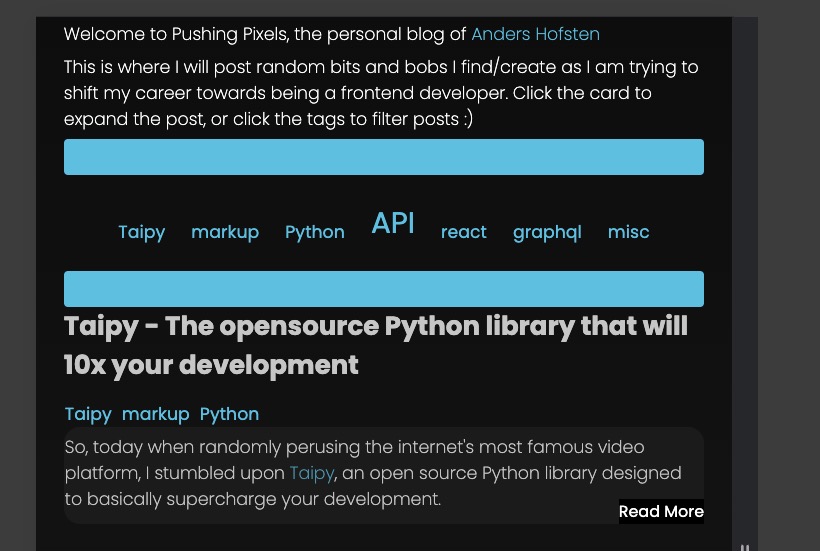 Welcome to Pushing Pixels, the personal blog of Anders Hofsten
This is where I will post random bits and bobs I find/create as I am trying to
shift my career towards being a frontend developer. Click the card to
expand the post, or click the tags to filter posts :)
Taipy markup Python API react graphql misc
Taipy - The opensource Python library that will
10x your development
Taipy markup Python
So, today when randomly perusing the internet's most famous video
platform, I stumbled upon Taipy, an open source Python library designed
to basically supercharge your development.
Read More